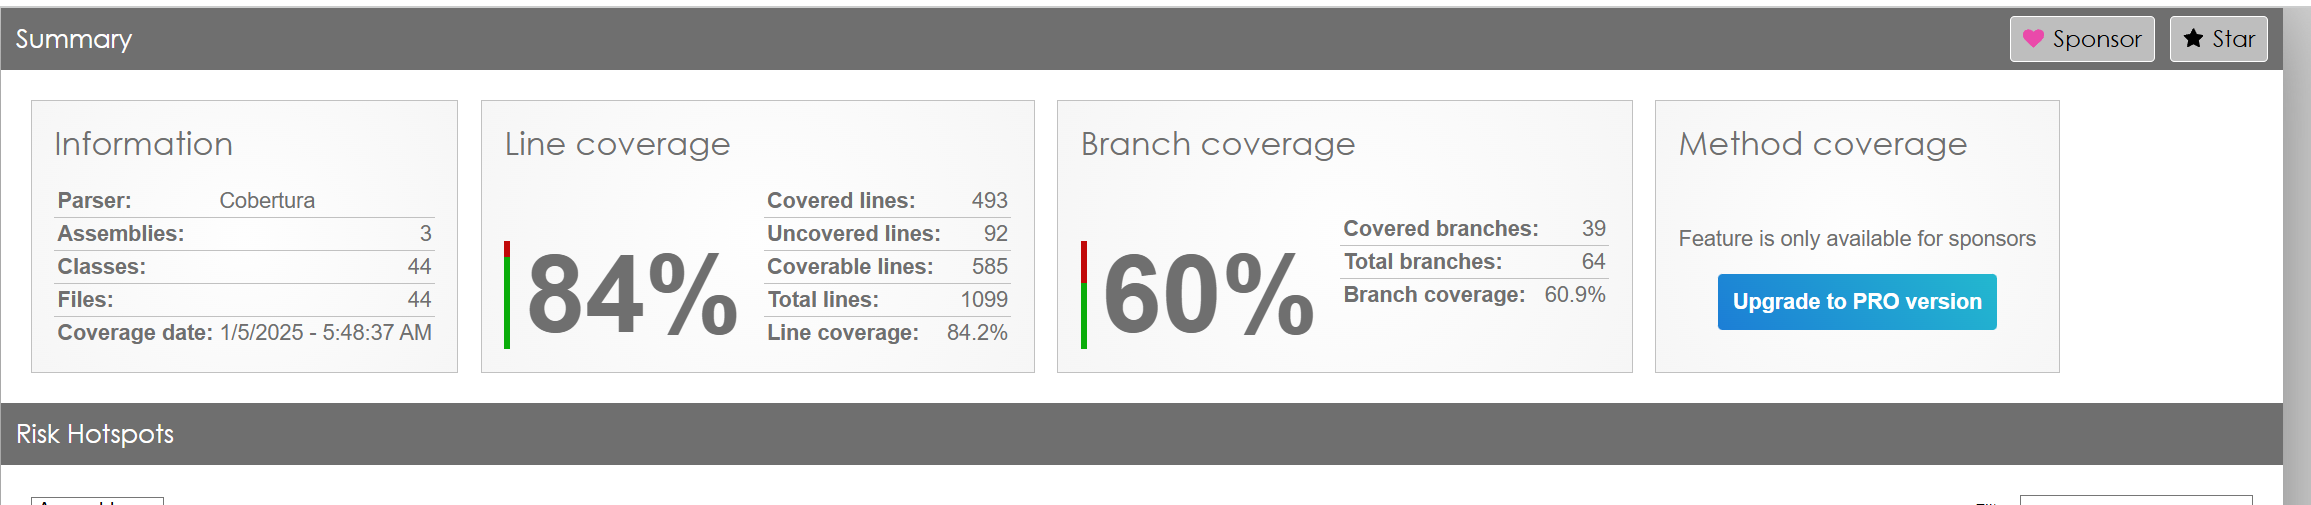 Summary
Sponsor
Star
Information
Parser: Cobertura
Assemblies: 3
Classes: 44
Files: 44
Coverage date: 1/5/2025 - 5:48:37 AM
Line coverage
84%
Covered lines: 493
Uncovered lines: 92
Coverable lines: 585
Total lines: 1099
Line coverage: 84.2%
Branch coverage
60%
Covered branches: 39
Total branches: 64
Branch coverage: 60.9%
Method coverage
Feature is only available for sponsors
Upgrade to PRO version
Risk Hotspots